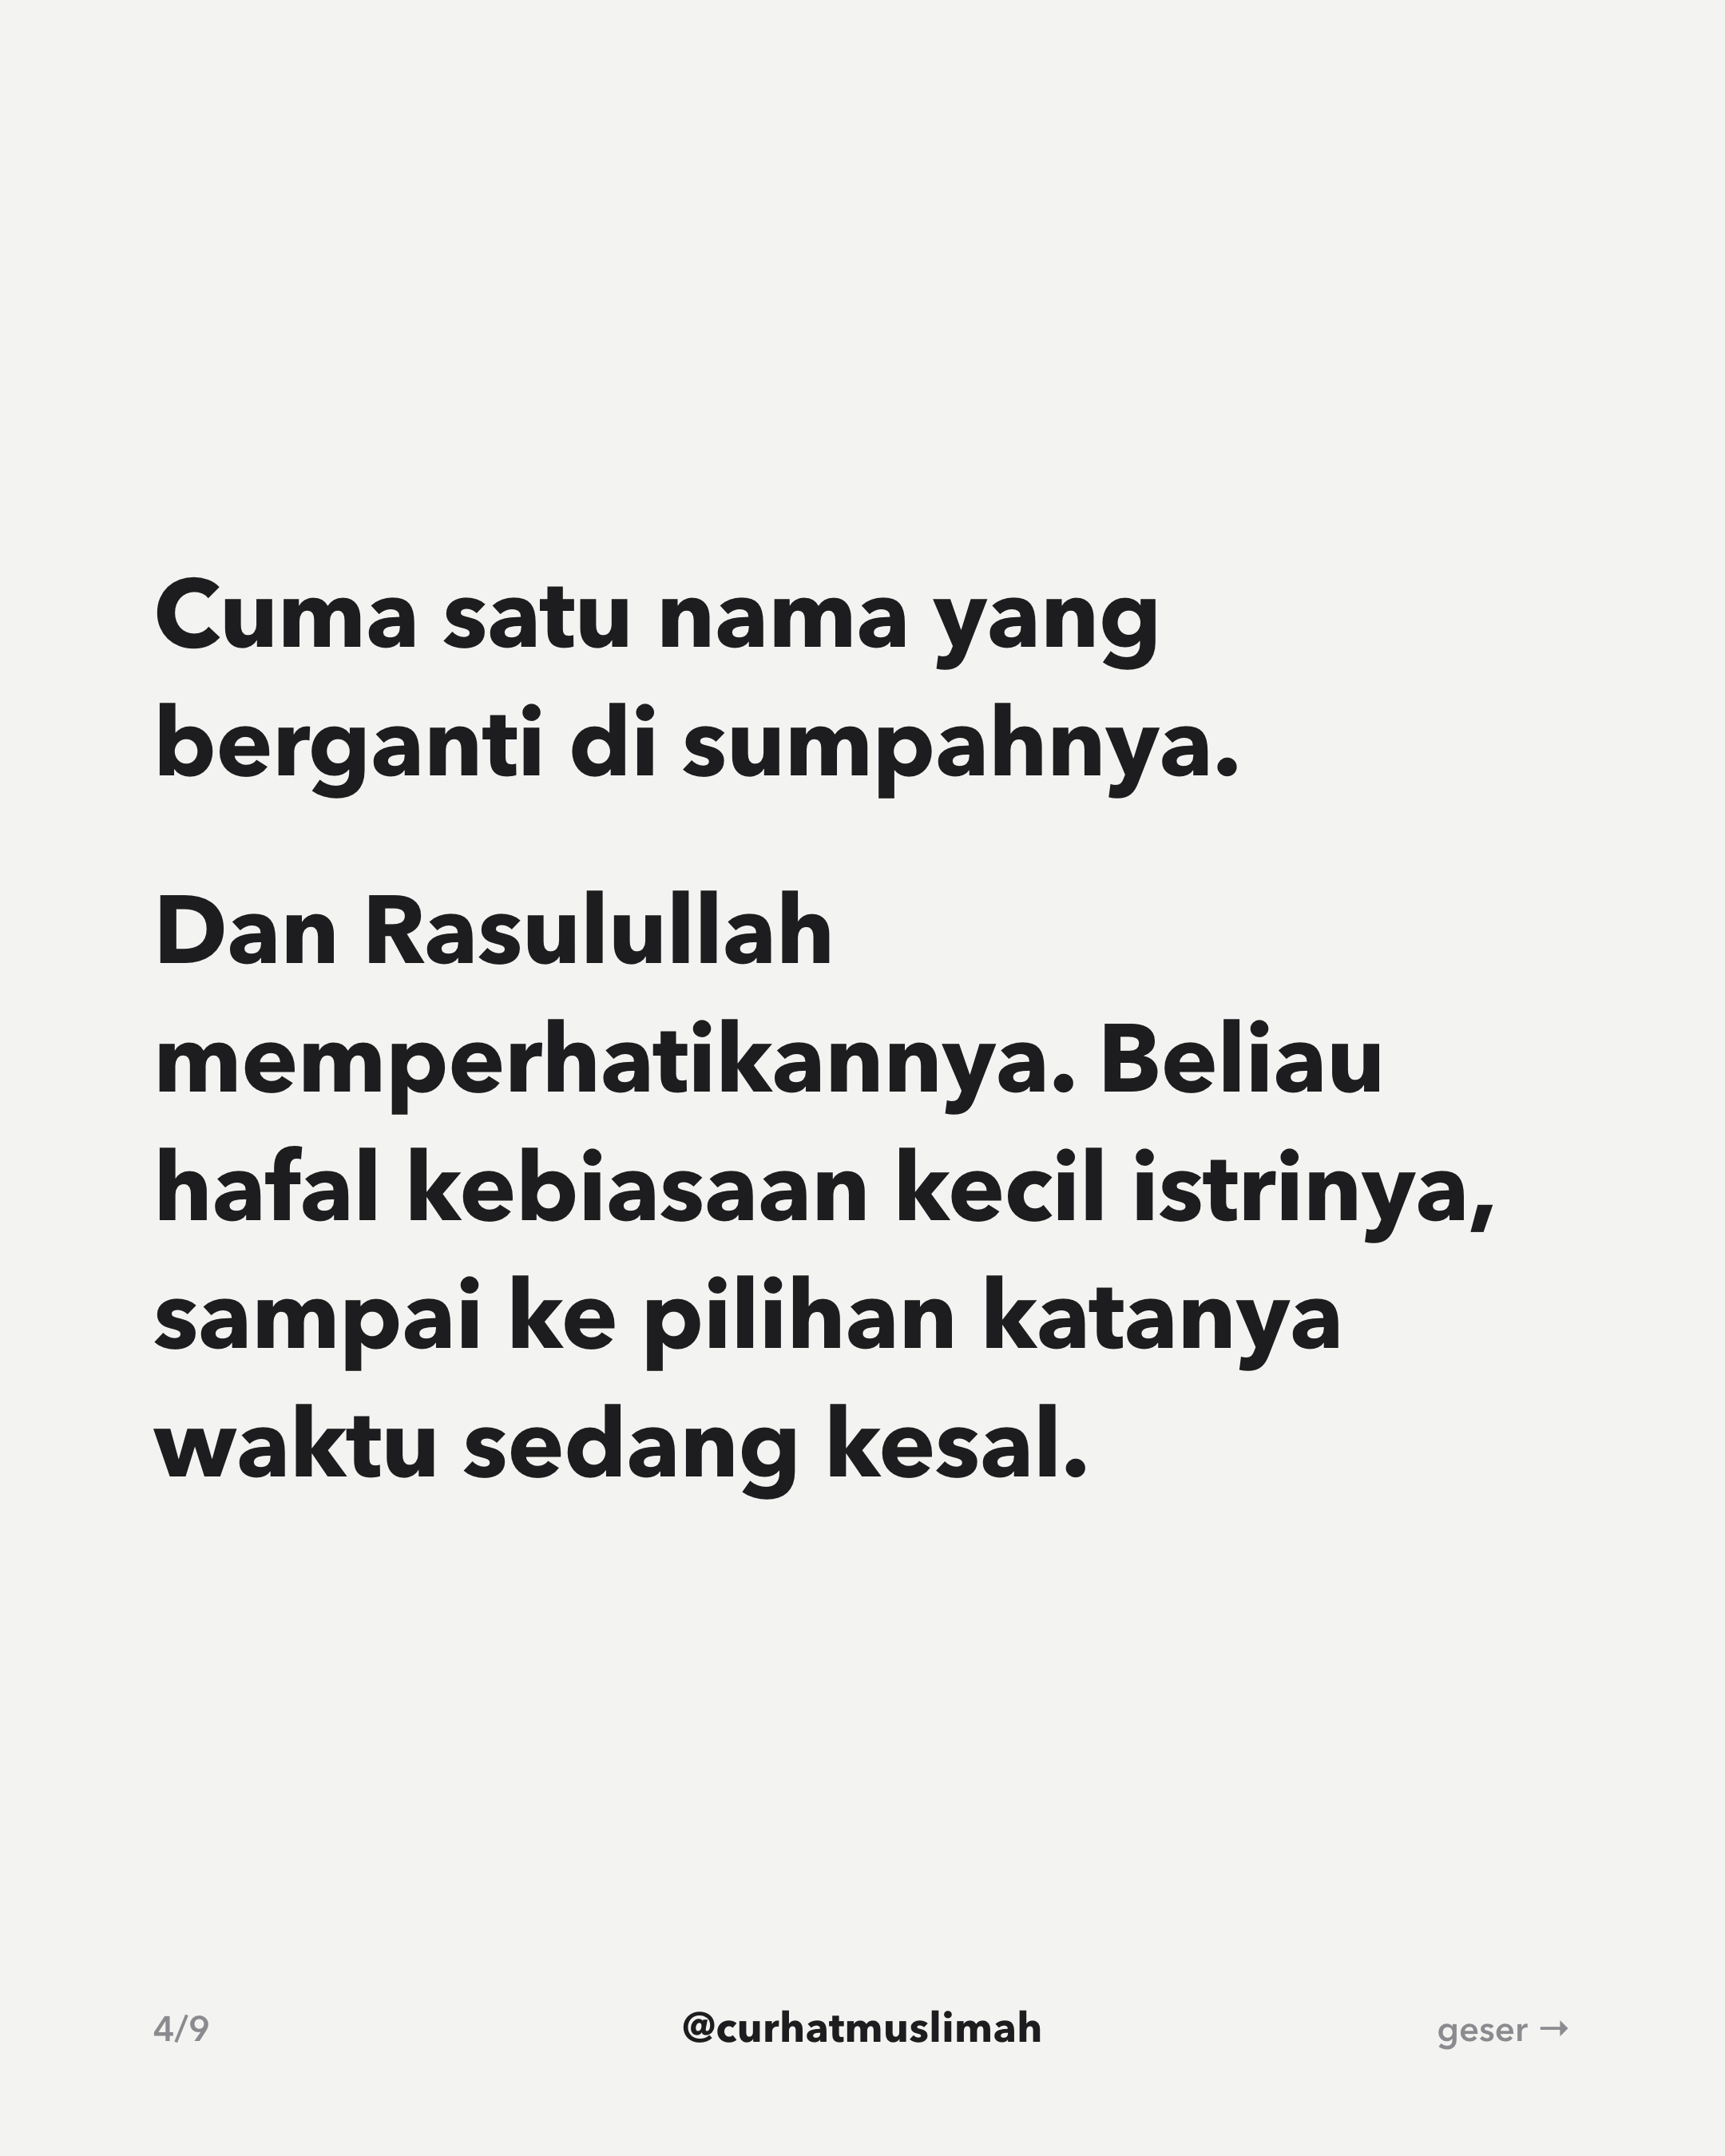 Cuma satu nama yang
berganti di sumpahnya.
Dan Rasulullah
memperhatikannya. Beliau
hafal kebiasaan kecil istrinya,
sampai ke pilihan katanya
waktu sedang kesal.
4/9
@curhatmuslimah
geser →